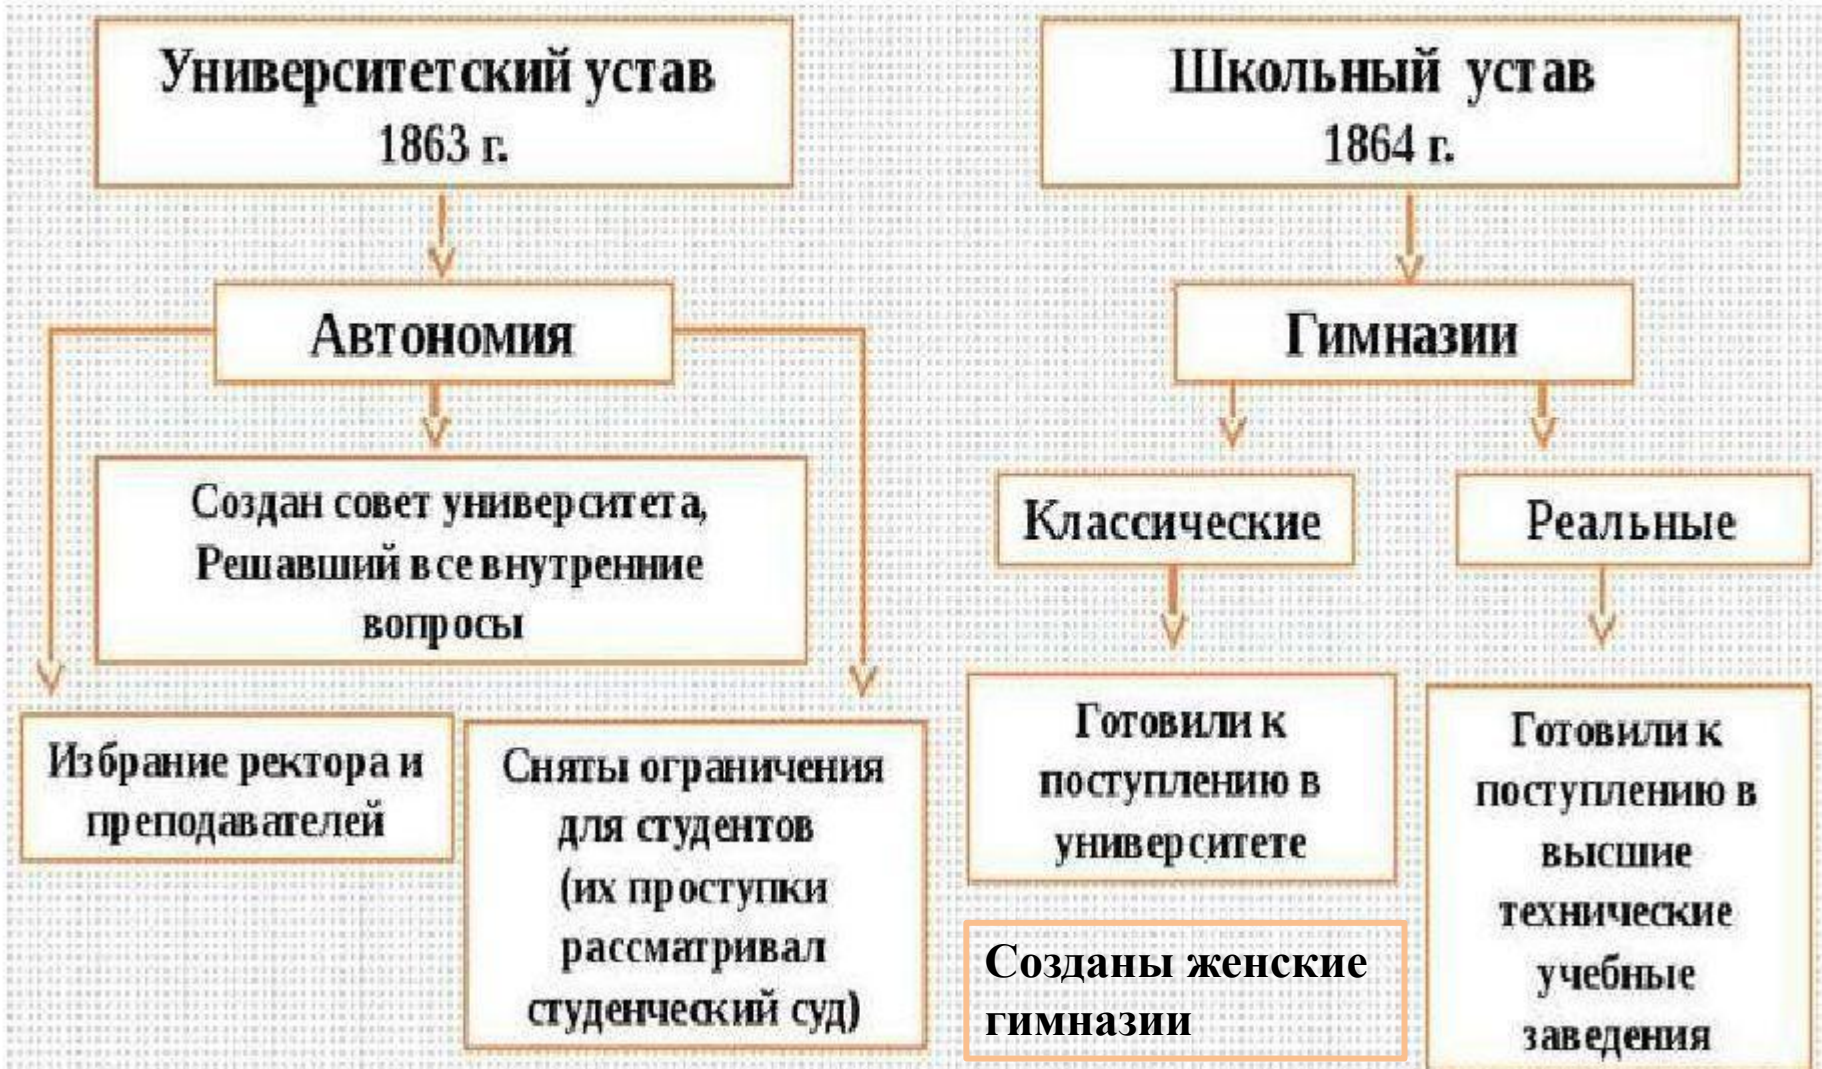 Университетский устав
1863 г.
Автономия
Создан совет университета,
Решавший все внутренние
вопросы
Избрание ректора и
преподавателей
Сняты ограничения
для студентов
(их проступки
рассматривал
студенческий суд)
Школьный устав
1864 г.
Гимназии
Классические
Реальные
Готовили к
поступлению в
университете
Готовили к
поступлению в
высшие
технические
учебные
заведения
Созданы женские
гимназии